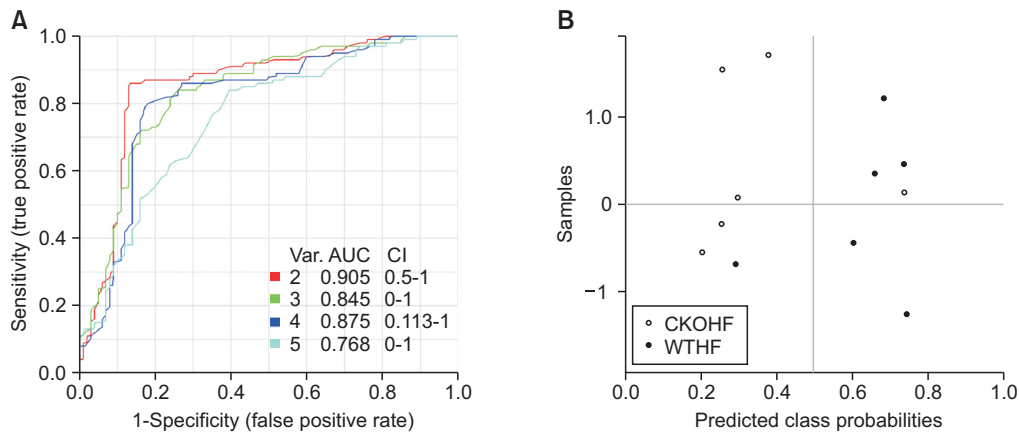 A
1.0
0.8
0.6
0.4
0.2
0.0
Sensitivity (true positive rate)
Var. AUC CI
2 0.905 0.5-1
3 0.845 0-1
4 0.875 0.113-1
5 0.768 0-1
0.0 0.2 0.4 0.6 0.8 1.0
1-Specificity (false positive rate)
B
1.0
0
−1
Samples
CKOHF
WTHF
0.0 0.2 0.4 0.6 0.8 1.0
Predicted class probabilities